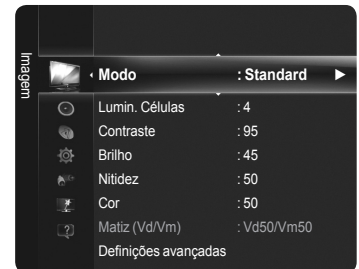 Imagem
Modo : Standard
Lumin. Células : 4
Contraste : 95
Brilho : 45
Nitidez : 50
Cor : 50
Matiz (Vd/Vm) : Vd50/Vm50
Definições avançadas